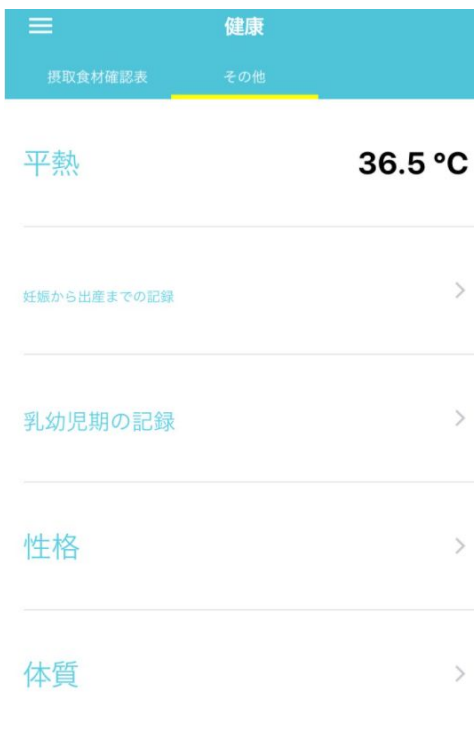 健康
摂取食材確認表
その他
平熱
36.5 °C
妊娠から出産までの記録
乳幼児期の記録
性格
体質